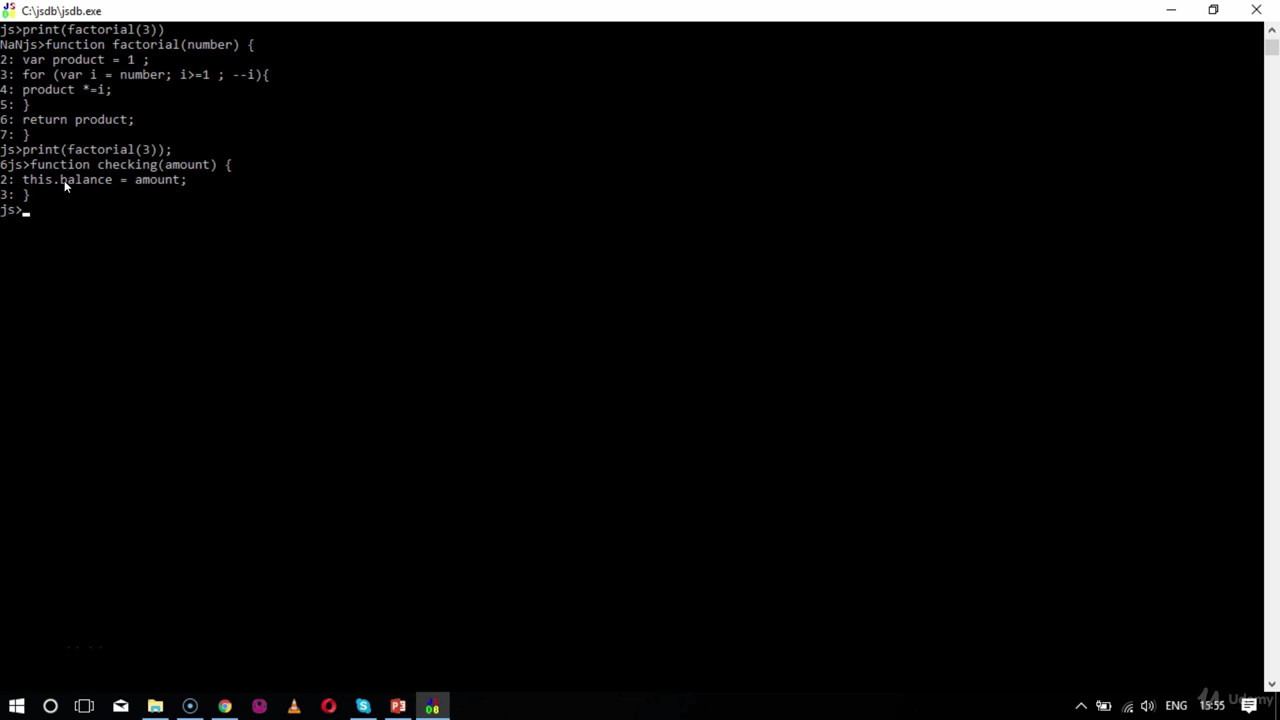 C:\jsdb\jsdb.exe
js>print(factorial(3))
NaNjs>function factorial(number) {
2: var product = 1 ;
3: for (var i = number; i>=1 ; --i){
4: product *=i;
5: }
6: return product;
7: }
js>print(factorial(3));
6js>function checking(amount) {
2: this.balance = amount;
3: }
js>
ENG 15:55
Udemy